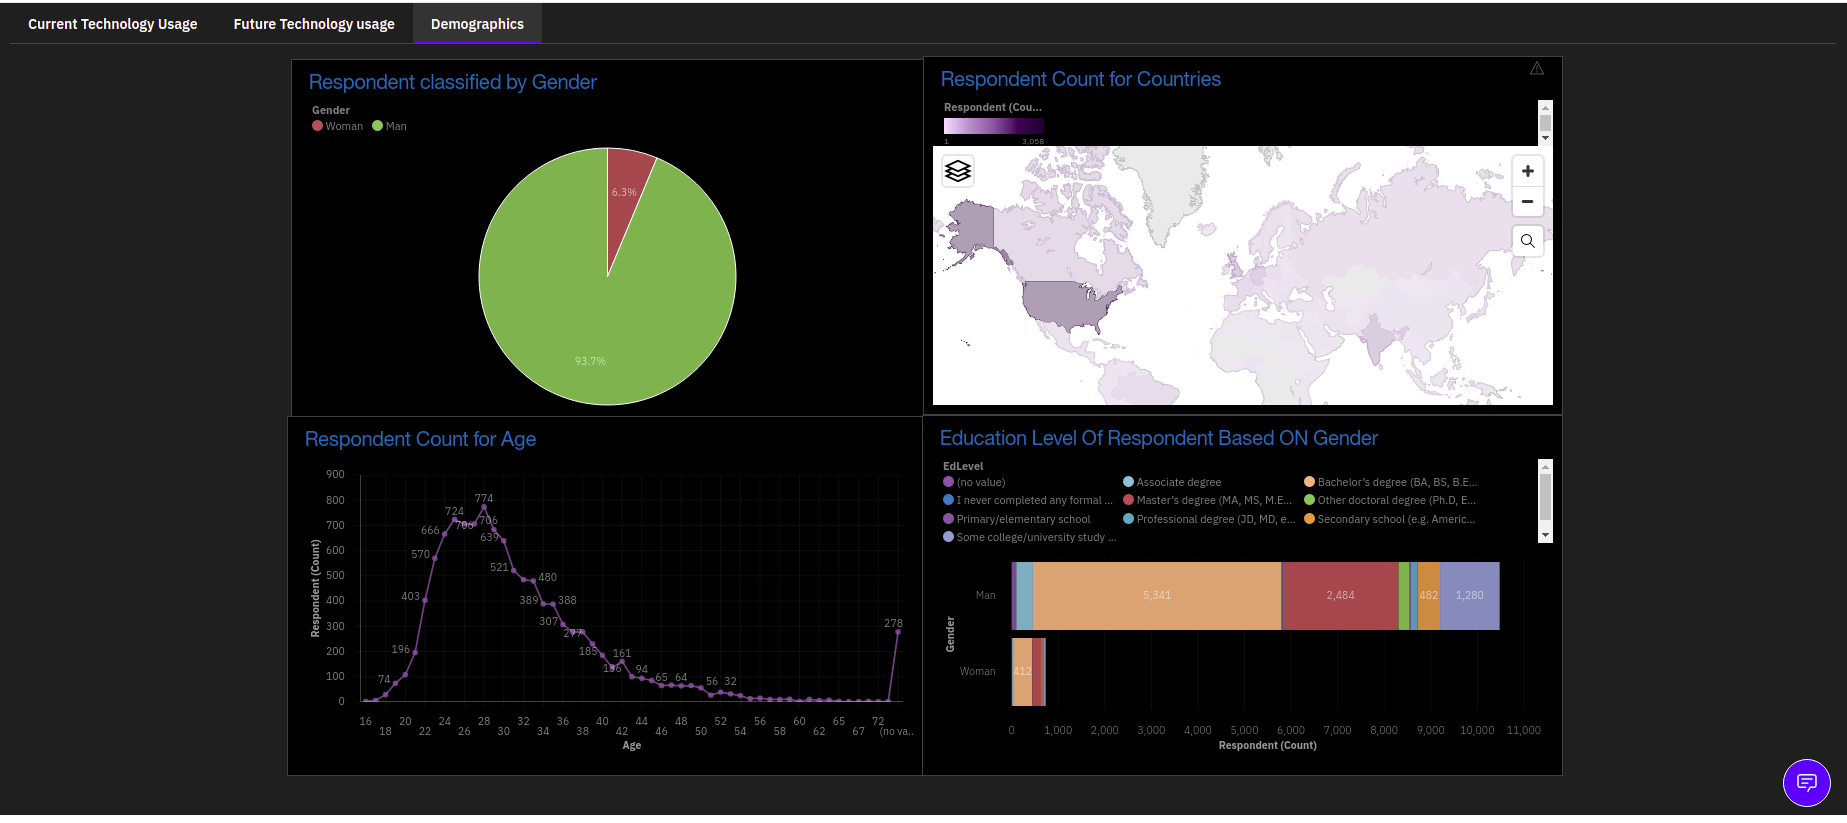 Current Technology Usage Future Technology usage Demographics
Respondent classified by Gender
Gender
Woman Man
6.3%
93.7%
Respondent Count for Countries
Respondent (Cou...
1 3,058
Respondent Count for Age
Respondent (Count)
900
800
700
600
500
400
300
200
100
0
74
196
403
570
666
724
706
774
706
639
521
480
389
388
307
277
185
136
161
94
65
64
56
32
278
16 20 24 28 32 36 40 44 48 52 56 60 65 72
18 22 26 30 34 38 42 46 50 54 58 62 67 (no va..
Age
Education Level Of Respondent Based ON Gender
EdLevel
(no value) Associate degree Bachelor's degree (BA, BS, B.E...
I never completed any formal ... Master's degree (MA, MS, M.E... Other doctoral degree (Ph.D, E...
Primary/elementary school Professional degree (JD, MD, e... Secondary school (e.g. Americ...
Some college/university study ...
Gender
Man 5,341 2,484 482 1,280
Woman 412
0 1,000 2,000 3,000 4,000 5,000 6,000 7,000 8,000 9,000 10,000 11,000
Respondent (Count)